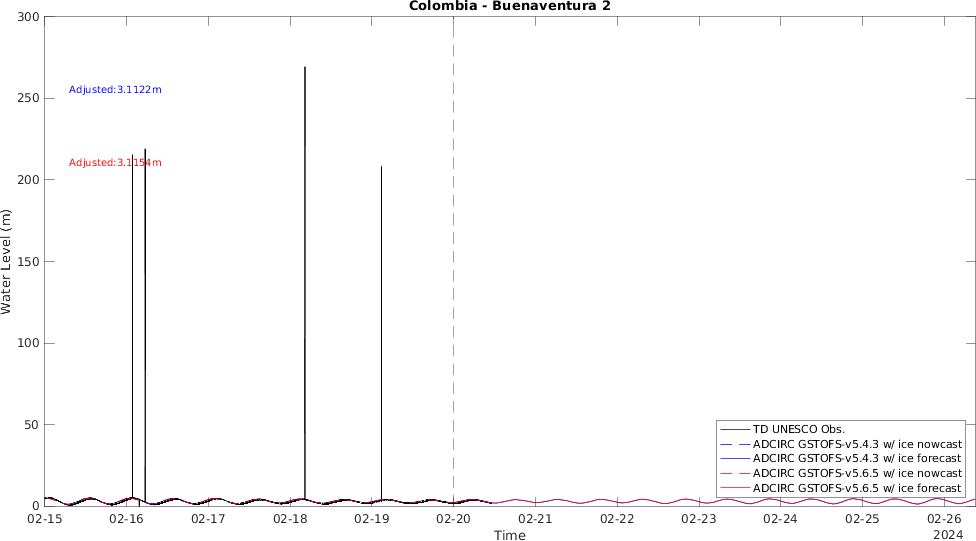 Colombia - Buenaventura 2
300
250
200
150
100
50
0
Water Level (m)
Adjusted:3.1122m
Adjusted:3.1154m
TD UNESCO Obs.
ADCIRC GSTOFS-v5.4.3 w/ ice nowcast
ADCIRC GSTOFS-v5.4.3 w/ ice forecast
ADCIRC GSTOFS-v5.6.5 w/ ice nowcast
ADCIRC GSTOFS-v5.6.5 w/ ice forecast
02-15 02-16 02-17 02-18 02-19 02-20 02-21 02-22 02-23 02-24 02-25 02-26
Time
2024